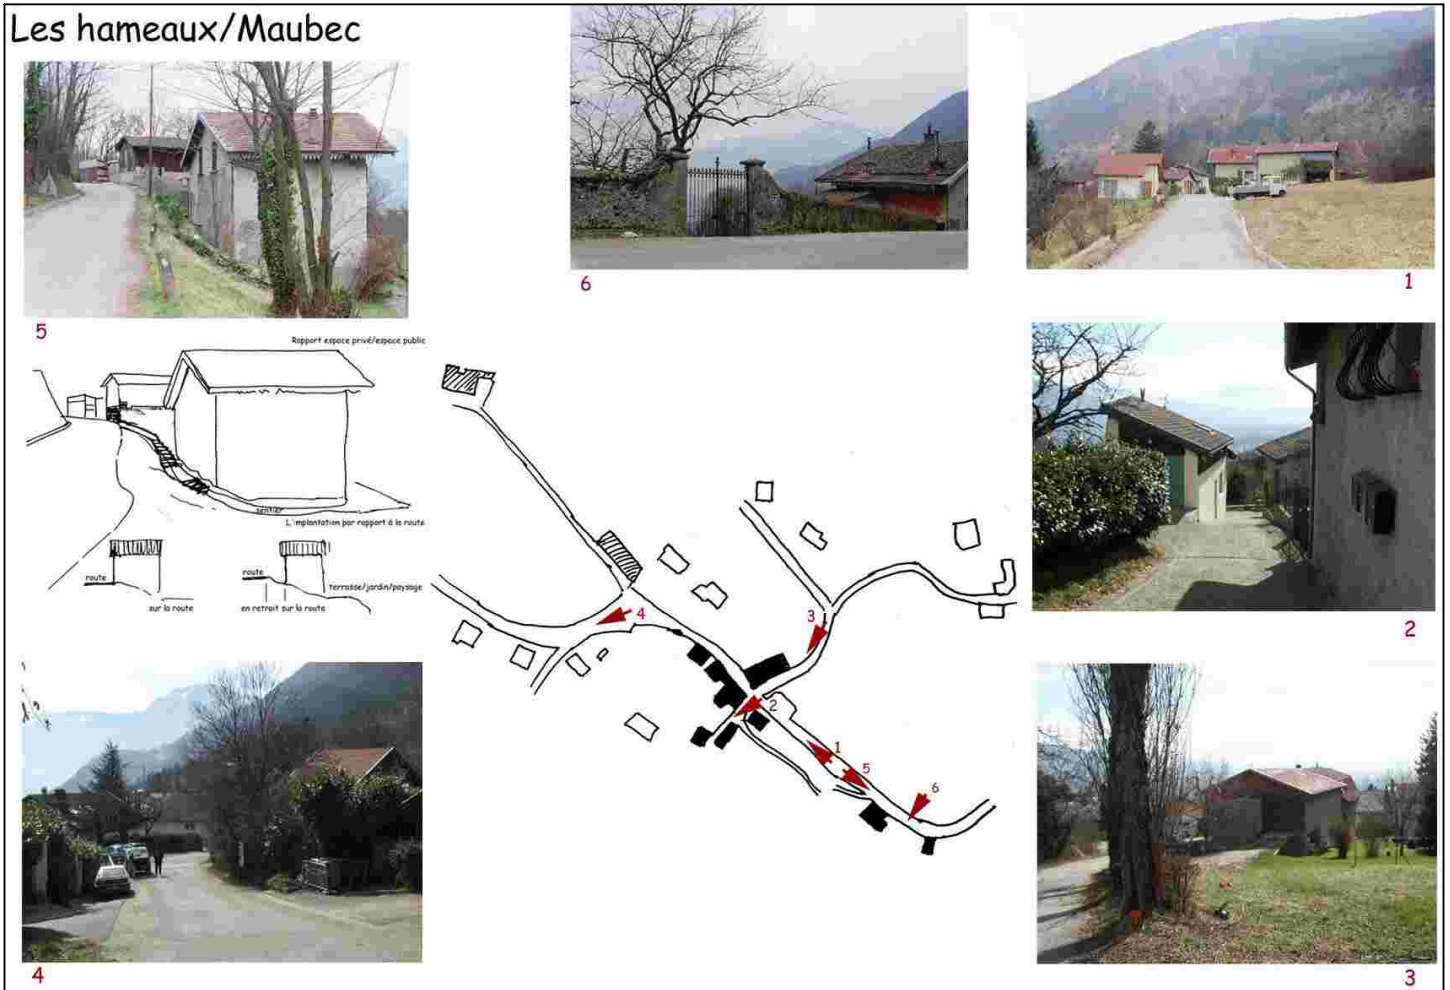 Les hameaux/Maubec
6
1
5
Rapport espace privé/espace public
sentier
L'implantation par rapport à la route
route
sur la route
route
en retrait sur la route
terrasse/jardin/paysage
2
4
3
2
1
5
6
4
3